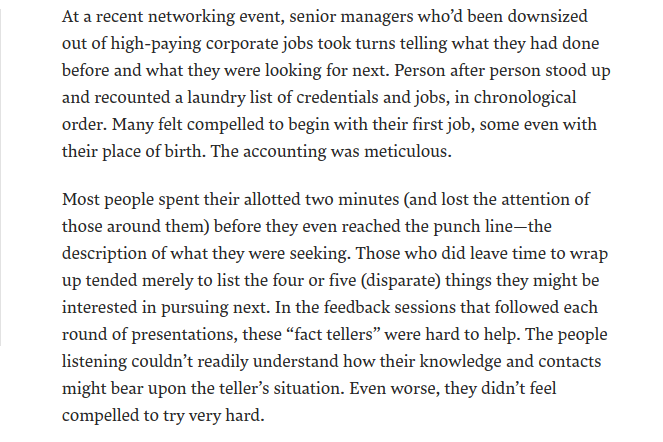 At a recent networking event, senior managers who’d been downsized
out of high-paying corporate jobs took turns telling what they had done
before and what they were looking for next. Person after person stood up
and recounted a laundry list of credentials and jobs, in chronological
order. Many felt compelled to begin with their first job, some even with
their place of birth. The accounting was meticulous.
Most people spent their allotted two minutes (and lost the attention of
those around them) before they even reached the punch line—the
description of what they were seeking. Those who did leave time to wrap
up tended merely to list the four or five (disparate) things they might be
interested in pursuing next. In the feedback sessions that followed each
round of presentations, these “fact tellers” were hard to help. The people
listening couldn’t readily understand how their knowledge and contacts
might bear upon the teller’s situation. Even worse, they didn’t feel
compelled to try very hard.